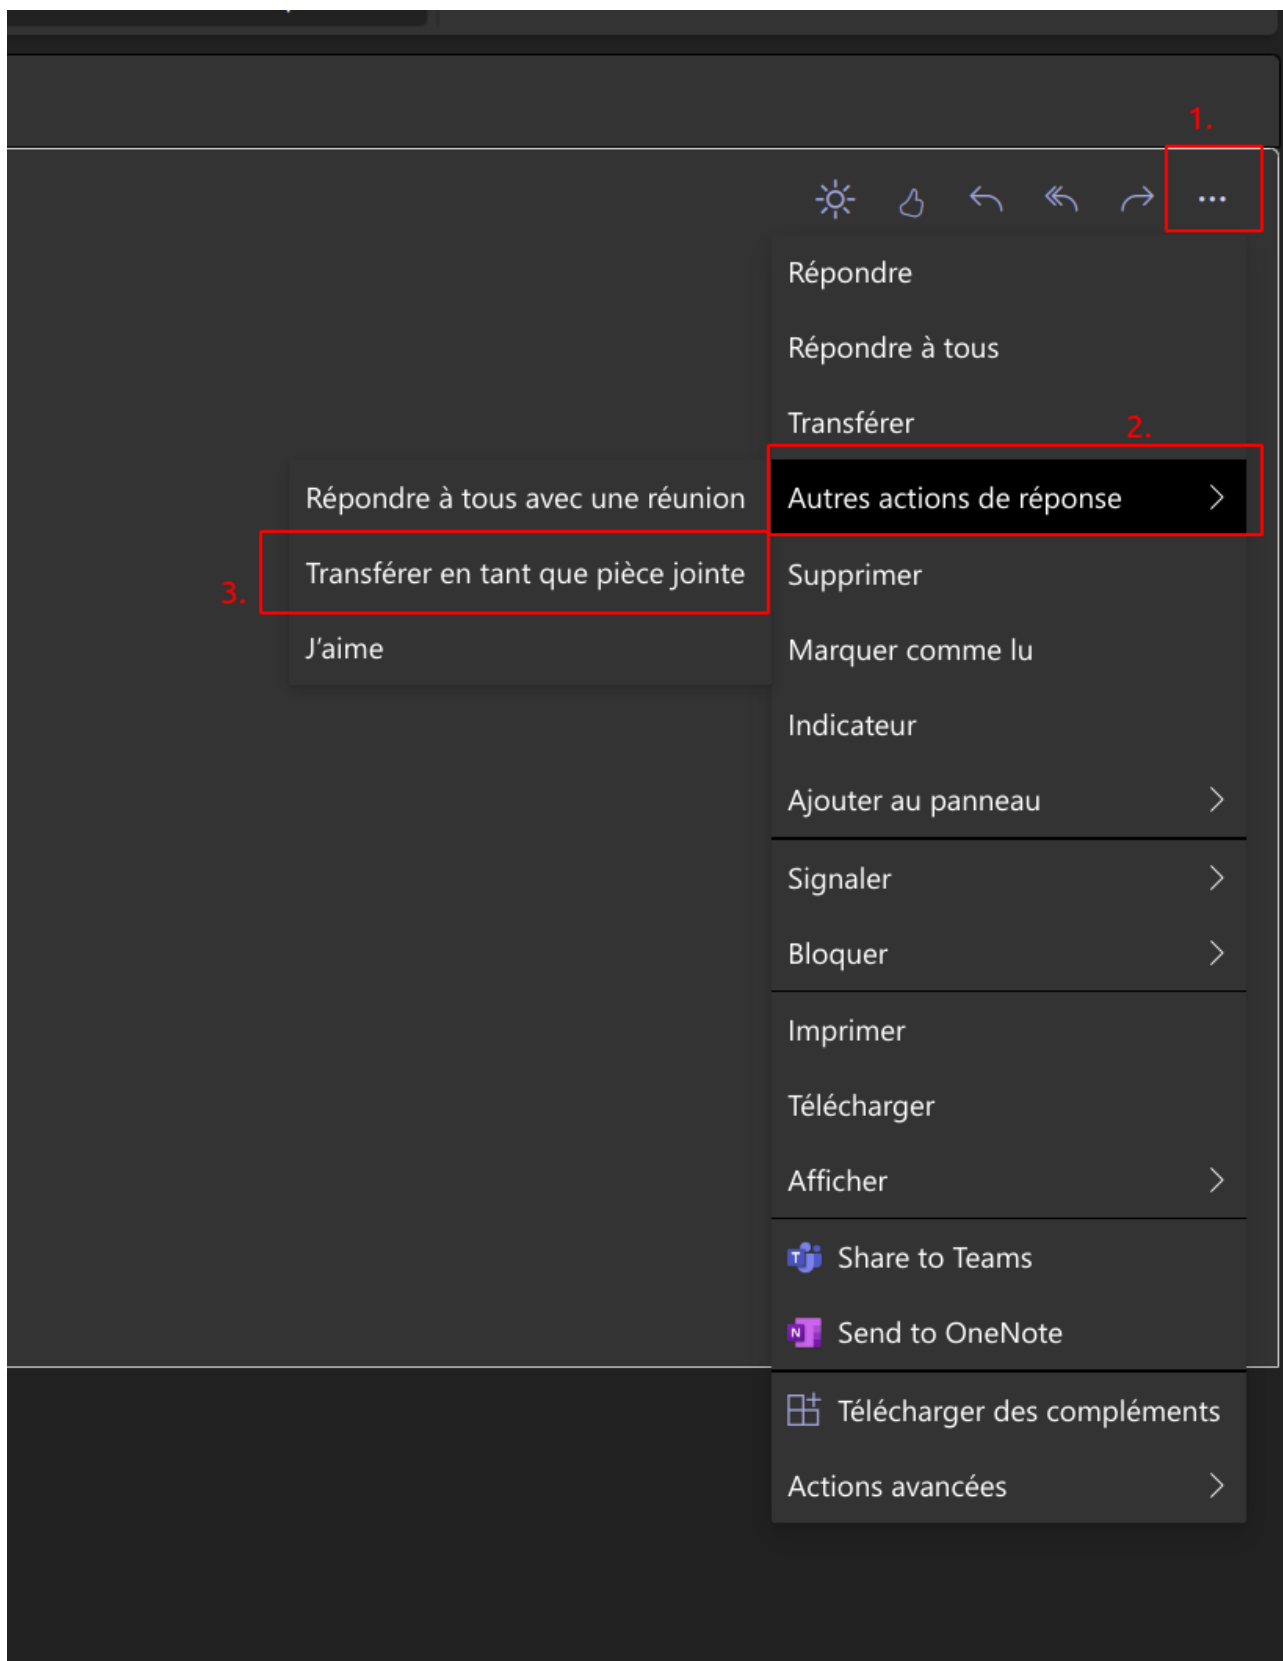 1.
Répondre
Répondre à tous
Transférer
2.
Autres actions de réponse
Répondre à tous avec une réunion
3.
Transférer en tant que pièce jointe
J'aime
Supprimer
Marquer comme lu
Indicateur
Ajouter au panneau
Signaler
Bloquer
Imprimer
Télécharger
Afficher
Share to Teams
Send to OneNote
Télécharger des compléments
Actions avancées